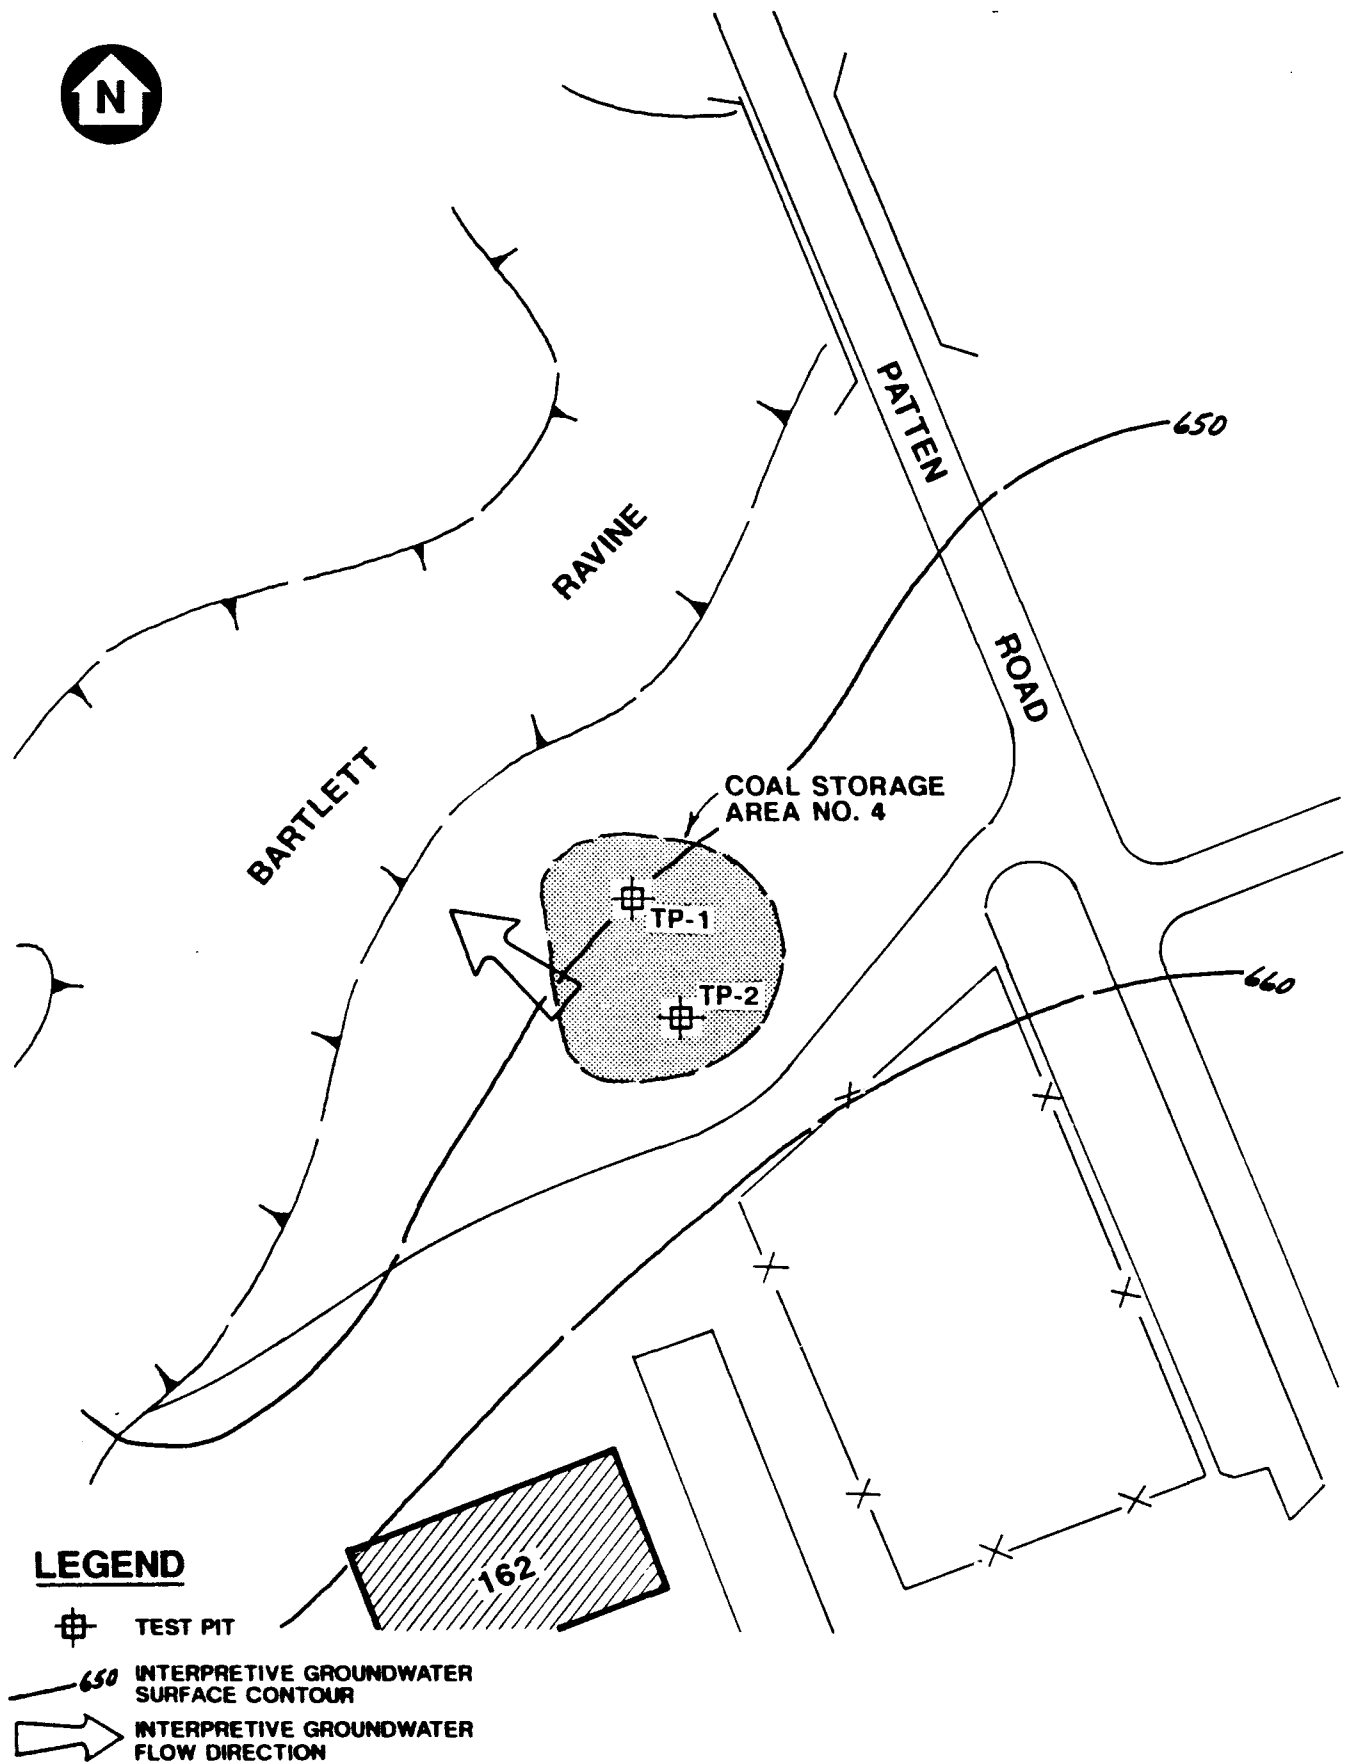 N
PATTEN
650
RAVINE
ROAD
BARTLETT
COAL STORAGE
AREA NO. 4
TP-1
660
TP-2
162
LEGEND
TEST PIT
650 INTERPRETIVE GROUNDWATER
SURFACE CONTOUR
INTERPRETIVE GROUNDWATER
FLOW DIRECTION